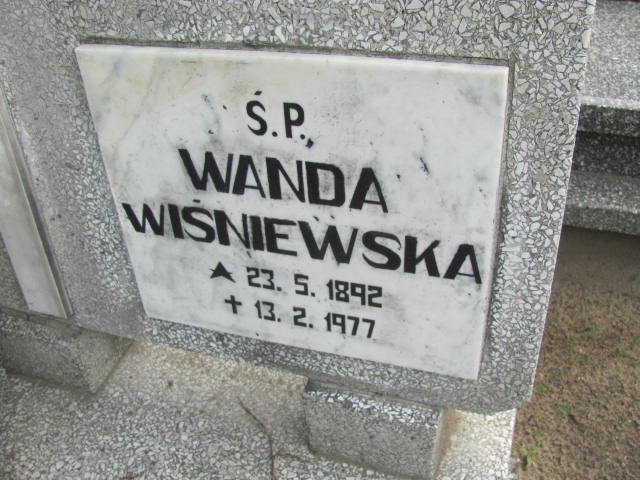 Ś.P.
WANDA
WIŚNIEWSKA
★ 23. 5. 1892
✝ 13. 2. 1977